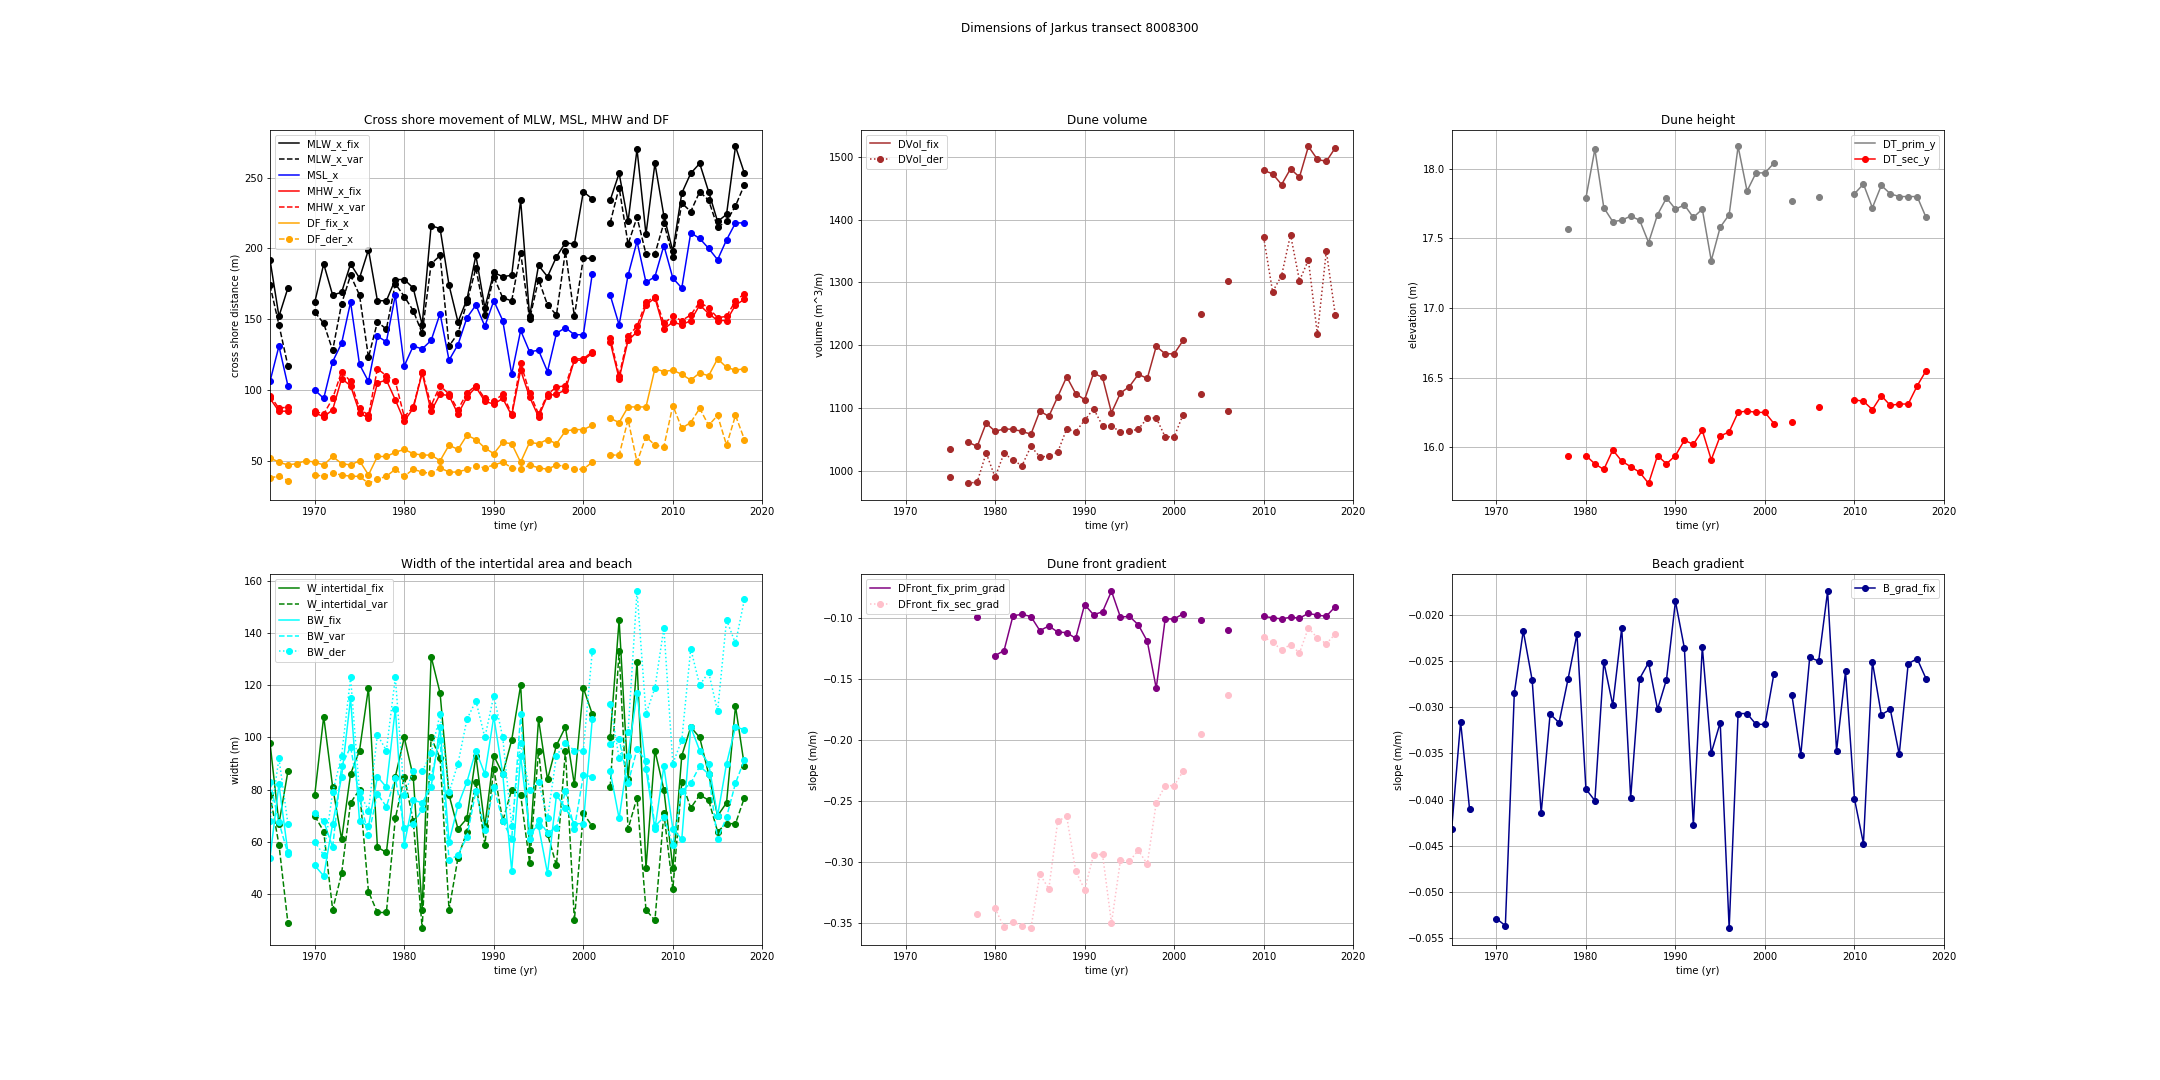 Dimensions of Jarkus transect 8008300
Cross shore movement of MLW, MSL, MHW and DF
MLW_x_fix
MLW_x_var
MSL_x
MHW_x_fix
MHW_x_var
DF_fix_x
DF_der_x
250
200
150
100
50
cross shore distance (m)
1970 1980 1990 2000 2010 2020
time (yr)
Dune volume
DVol_fix
DVol_der
1500
1400
1300
1200
1100
1000
volume (m^3/m)
1970 1980 1990 2000 2010 2020
time (yr)
Dune height
DT_prim_y
DT_sec_y
18.0
17.5
17.0
16.5
16.0
elevation (m)
1970 1980 1990 2000 2010 2020
time (yr)
Width of the intertidal area and beach
W_intertidal_fix
W_intertidal_var
BW_fix
BW_var
BW_der
160
140
120
100
80
60
40
width (m)
1970 1980 1990 2000 2010 2020
time (yr)
Dune front gradient
DFront_fix_prim_grad
DFront_fix_sec_grad
−0.10
−0.15
−0.20
−0.25
−0.30
−0.35
slope (m/m)
1970 1980 1990 2000 2010 2020
time (yr)
Beach gradient
B_grad_fix
−0.020
−0.025
−0.030
−0.035
−0.040
−0.045
−0.050
−0.055
slope (m/m)
1970 1980 1990 2000 2010 2020
time (yr)